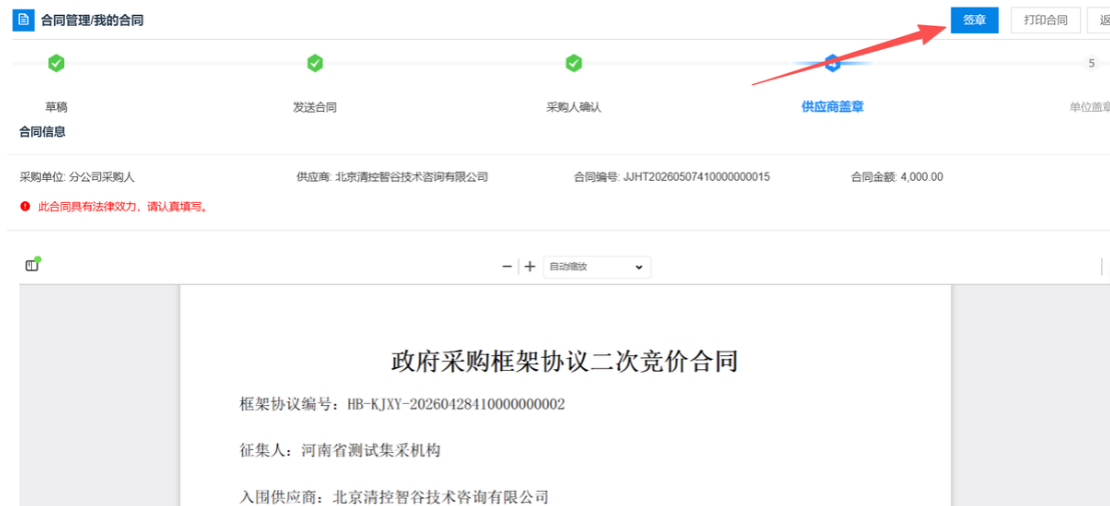 合同管理/我的合同
签章 打印合同 返
5
草稿 发送合同 采购人确认 供应商盖章 单位盖章
合同信息
采购单位: 分公司采购人 供应商: 北京清控智谷技术咨询有限公司 合同编号: JJHT20260507410000000015 合同金额: 4,000.00
此合同具有法律效力，请认真填写。
自动缩放
政府采购框架协议二次竞价合同
框架协议编号：HB-KJXY-20260428410000000002
征集人：河南省测试集采机构
入围供应商：北京清控智谷技术咨询有限公司